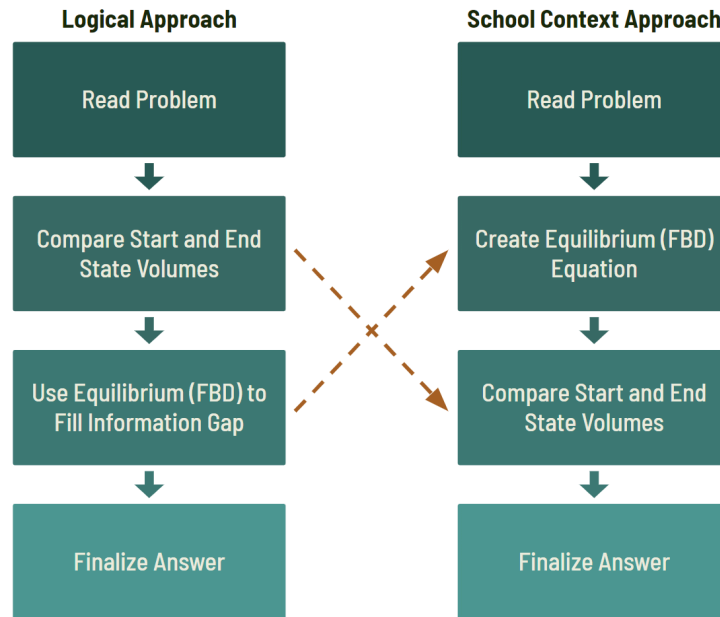 Logical Approach
School Context Approach
Read Problem
Read Problem
Compare Start and End
State Volumes
Create Equilibrium (FBD)
Equation
Use Equilibrium (FBD) to
Fill Information Gap
Compare Start and End
State Volumes
Finalize Answer
Finalize Answer